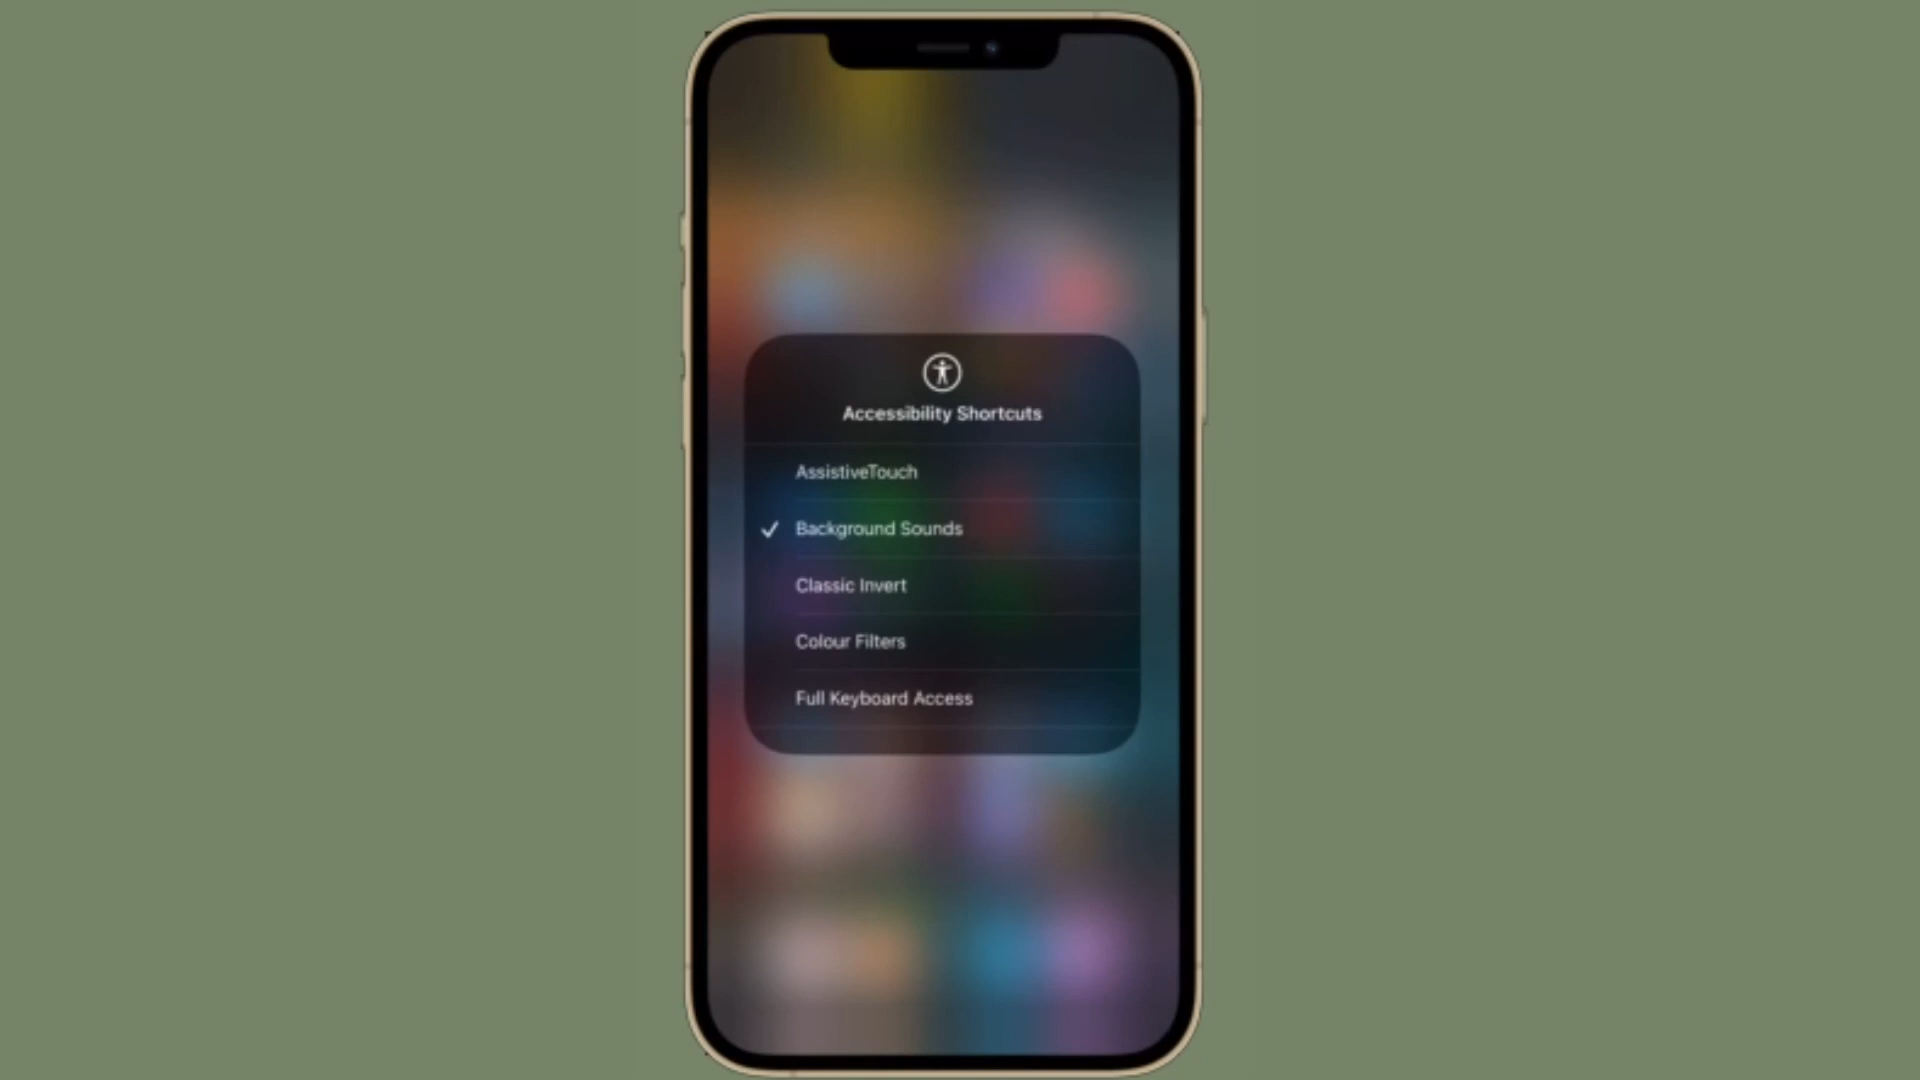 Accessibility Shortcuts
AssistiveTouch
Background Sounds
Classic Invert
Colour Filters
Full Keyboard Access